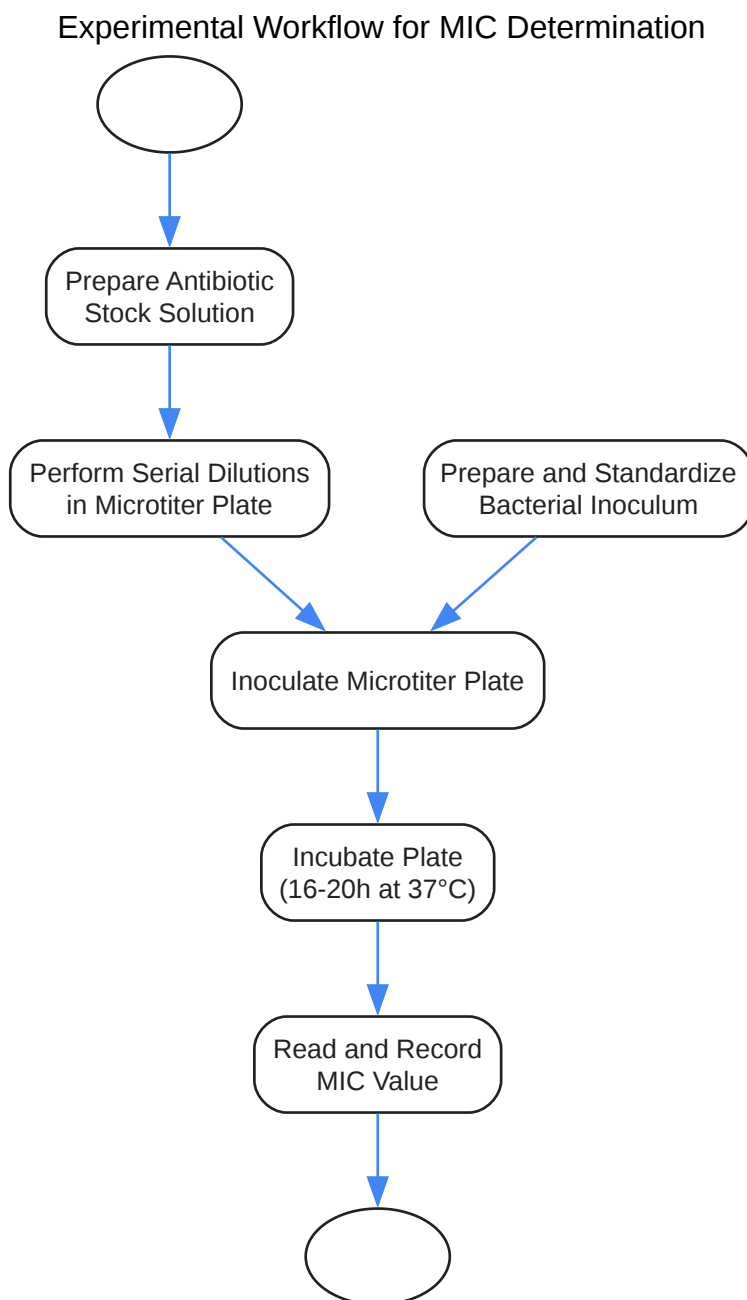 Experimental Workflow for MIC Determination
Prepare Antibiotic
Stock Solution
Perform Serial Dilutions
in Microtiter Plate
Prepare and Standardize
Bacterial Inoculum
Inoculate Microtiter Plate
Incubate Plate
(16-20h at 37°C)
Read and Record
MIC Value